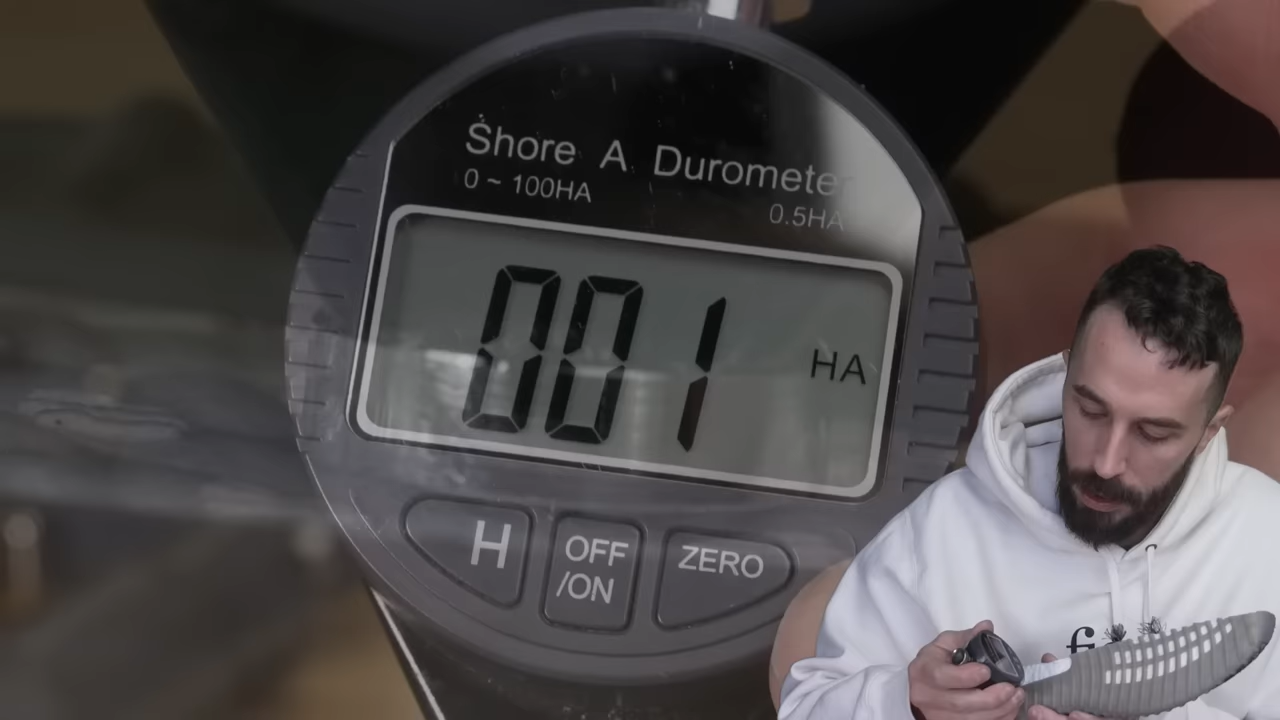 Shore A Durometer
0 ~ 100HA
0.5HA
001 HA
H
OFF
/ON
ZERO